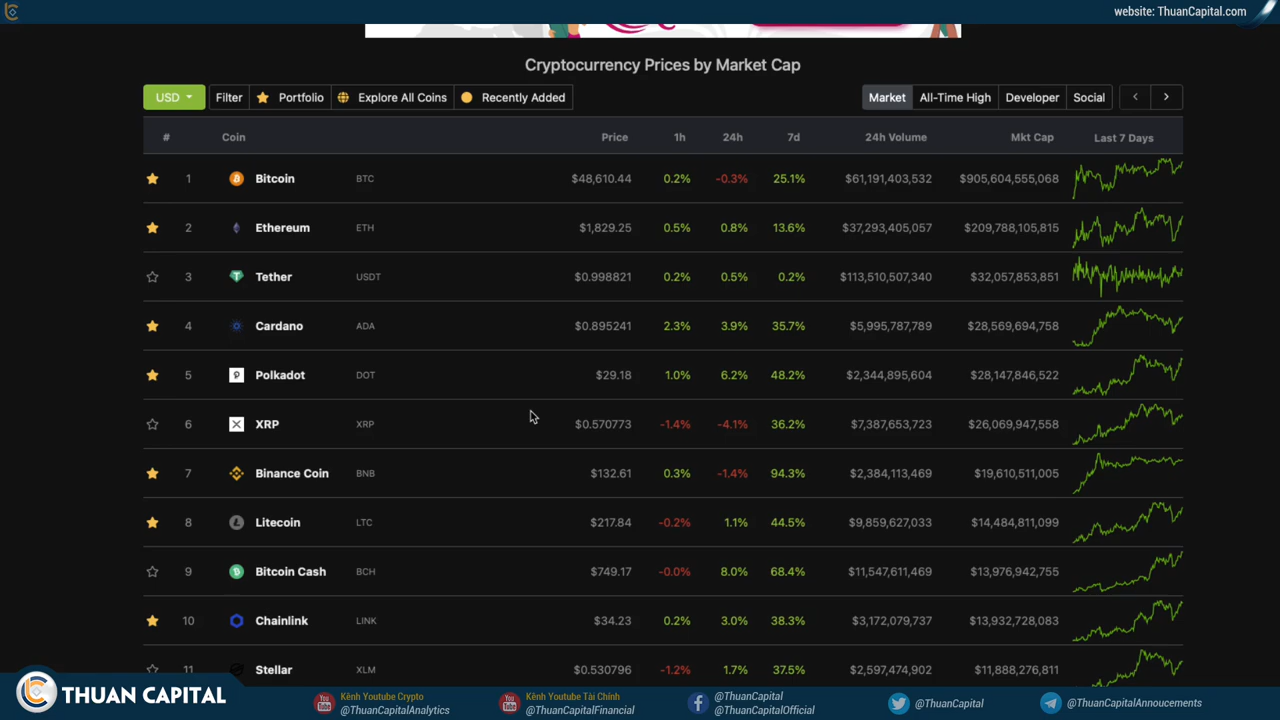 website: ThuanCapital.com
Cryptocurrency Prices by Market Cap
USD Filter Portfolio Explore All Coins Recently Added Market All-Time High Developer Social
# Coin Price 1h 24h 7d 24h Volume Mkt Cap Last 7 Days
1 Bitcoin BTC $48,610.44 0.2% -0.3% 25.1% $61,191,403,532 $905,604,555,068
2 Ethereum ETH $1,829.25 0.5% 0.8% 13.6% $37,293,405,057 $209,788,105,815
3 Tether USDT $0.998821 0.2% 0.5% 0.2% $113,510,507,340 $32,057,853,851
4 Cardano ADA $0.895241 2.3% 3.9% 35.7% $5,995,787,789 $28,569,694,758
5 Polkadot DOT $29.18 1.0% 6.2% 48.2% $2,344,895,604 $28,147,846,522
6 XRP XRP $0.570773 -1.4% -4.1% 36.2% $7,387,653,723 $26,069,947,558
7 Binance Coin BNB $132.61 0.3% -1.4% 94.3% $2,384,113,469 $19,610,511,005
8 Litecoin LTC $217.84 -0.2% 1.1% 44.5% $9,859,627,033 $14,484,811,099
9 Bitcoin Cash BCH $749.17 -0.0% 8.0% 68.4% $11,547,611,469 $13,976,942,755
10 Chainlink LINK $34.23 0.2% 3.0% 38.3% $3,172,079,737 $13,932,728,083
11 Stellar XLM $0.530796 -1.2% 1.7% 37.5% $2,597,474,902 $11,888,276,811
THUAN CAPITAL
You Tube
Kênh Youtube Crypto
@ThuanCapitalAnalytics
You Tube
Kênh Youtube Tài Chính
@ThuanCapitalFinancial
@ThuanCapital
@ThuanCapitalOfficial
@ThuanCapital
@ThuanCapitalAnnoucements